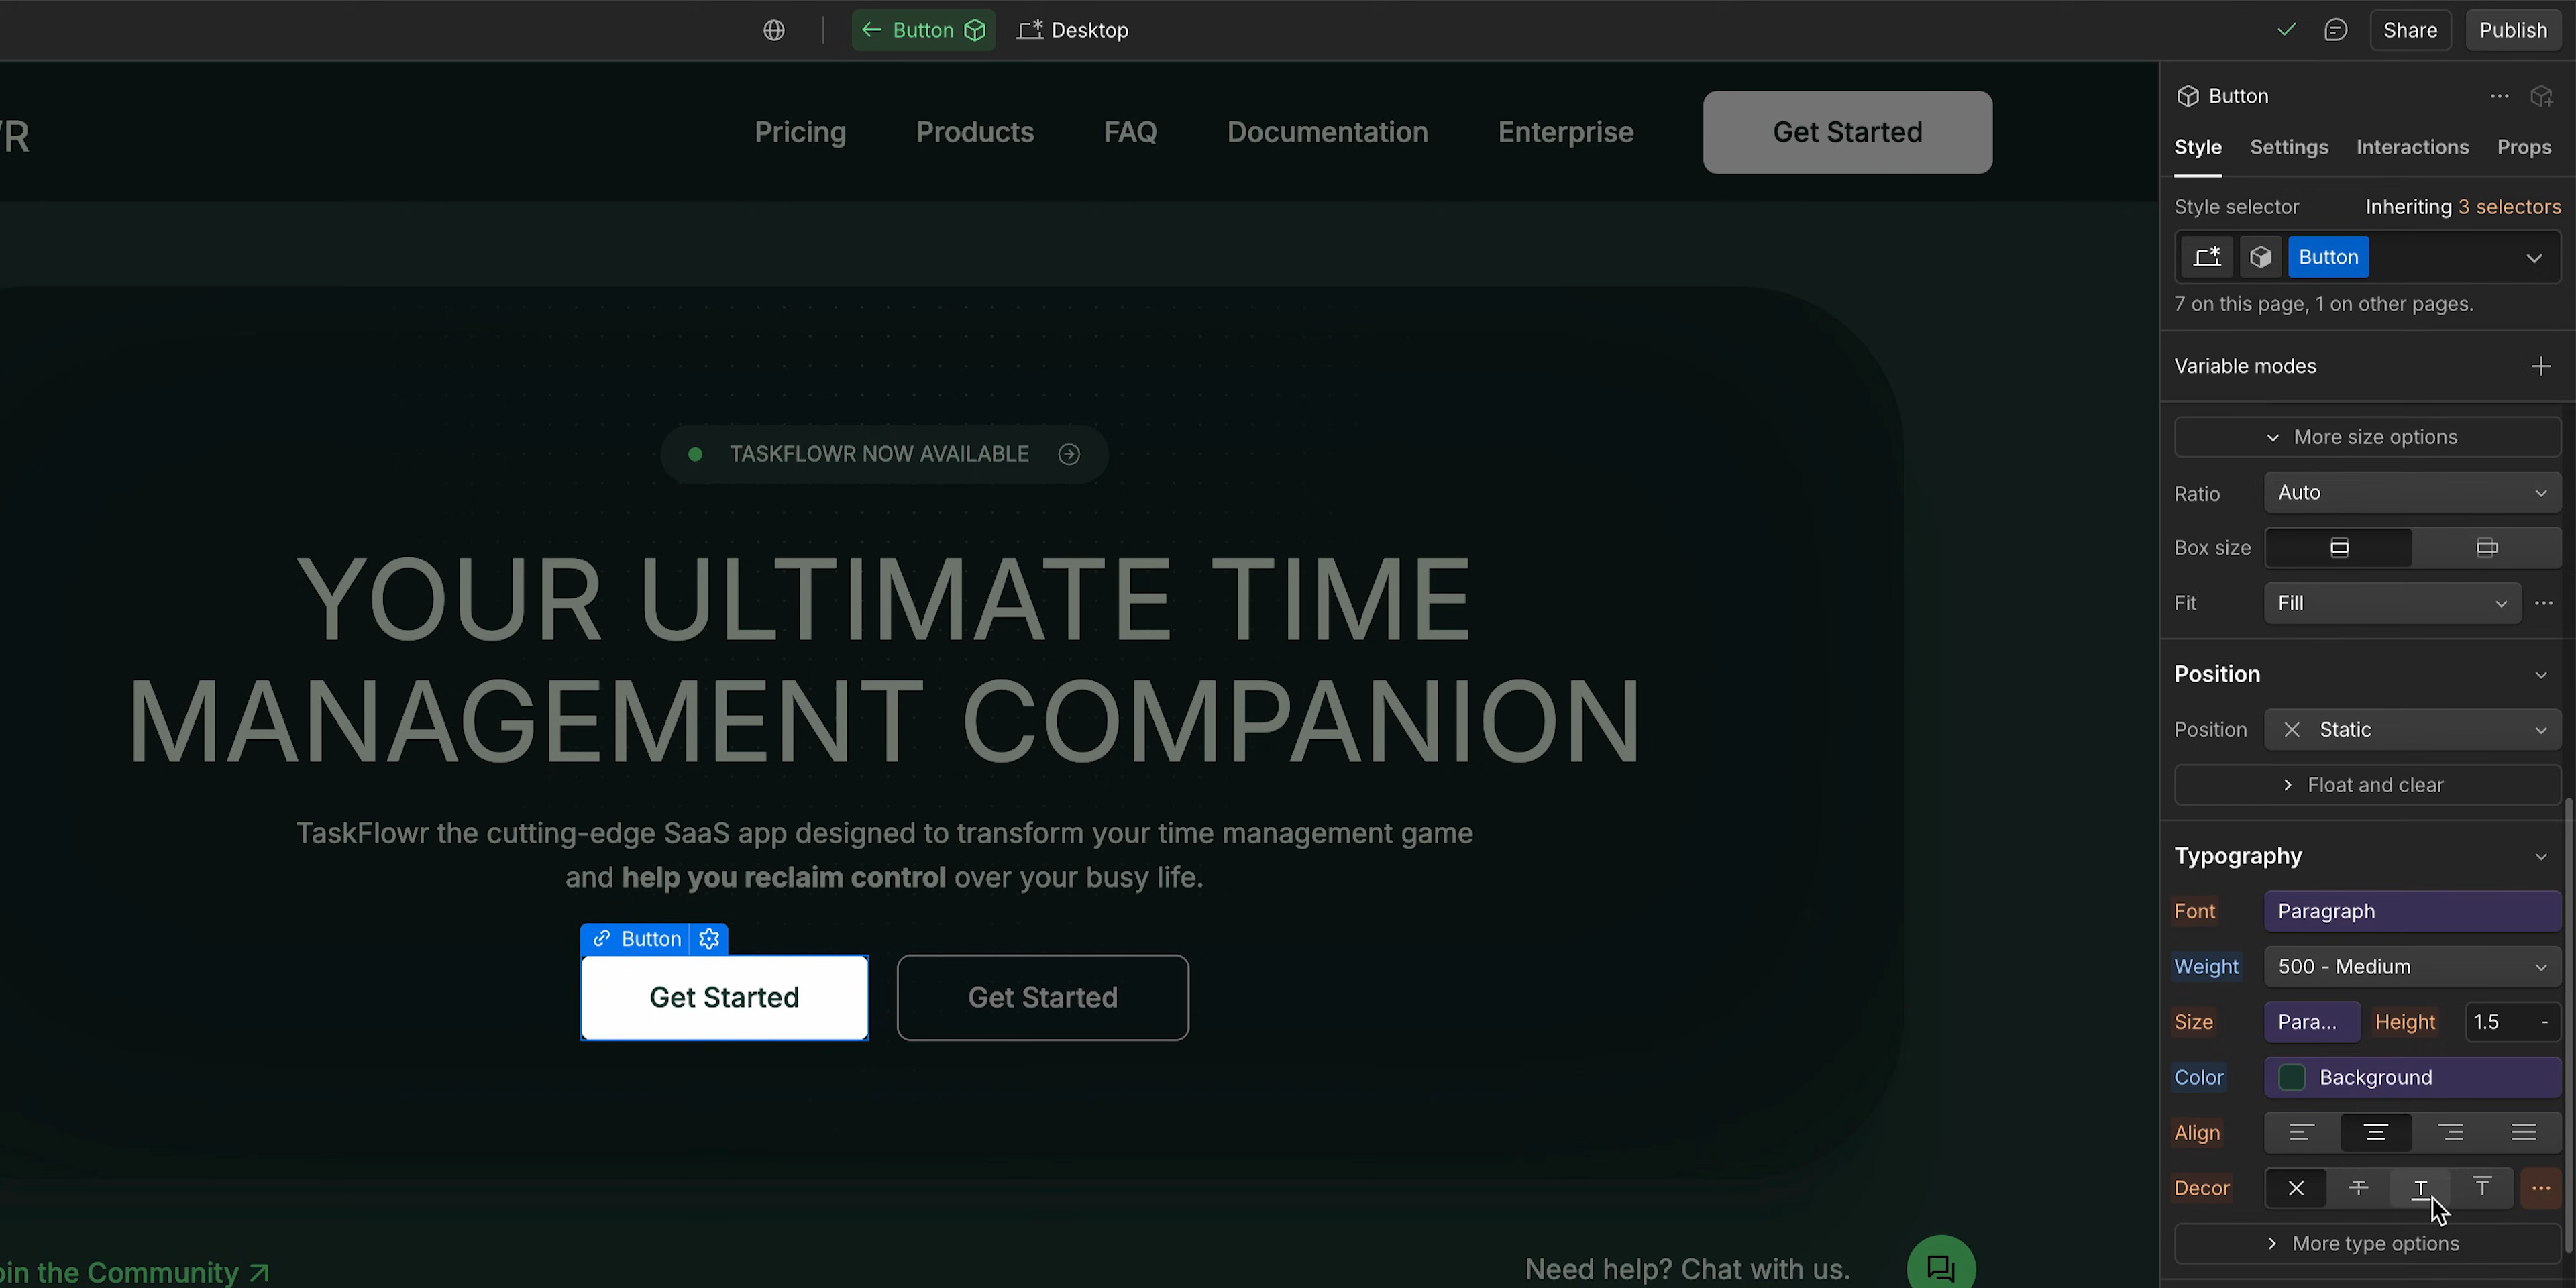 Button Desktop Share Publish
R Pricing Products FAQ Documentation Enterprise Get Started
TASKFLOWR NOW AVAILABLE
YOUR ULTIMATE TIME
MANAGEMENT COMPANION
TaskFlowr the cutting-edge SaaS app designed to transform your time management game
and help you reclaim control over your busy life.
Button
Get Started Get Started
oin the Community
Need help? Chat with us.
Button
Style Settings Interactions Props
Style selector Inheriting 3 selectors
Button
7 on this page, 1 on other pages.
Variable modes
More size options
Ratio Auto
Box size
Fit Fill
Position
Position Static
Float and clear
Typography
Font Paragraph
Weight 500 - Medium
Size Para... Height 1.5 -
Color Background
Align
Decor
More type options